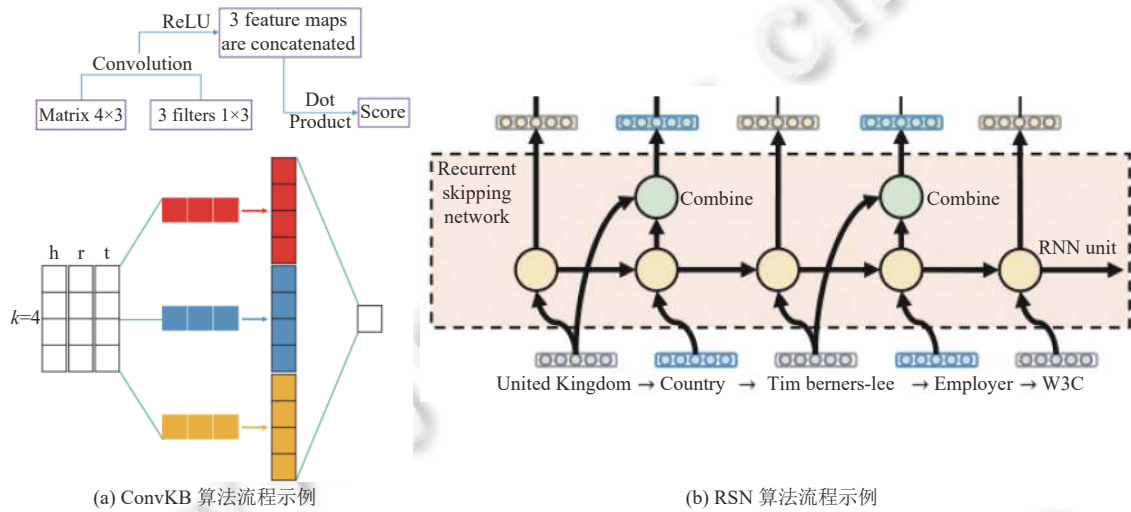 ReLU
3 feature maps
are concatenated
Convolution
Matrix 4×3
3 filters 1×3
Dot
Product
Score
h r t
k=4
(a) ConvKB 算法流程示例
Recurrent
skipping
network
Combine
Combine
RNN unit
United Kingdom → Country → Tim berners-lee → Employer → W3C
(b) RSN 算法流程示例